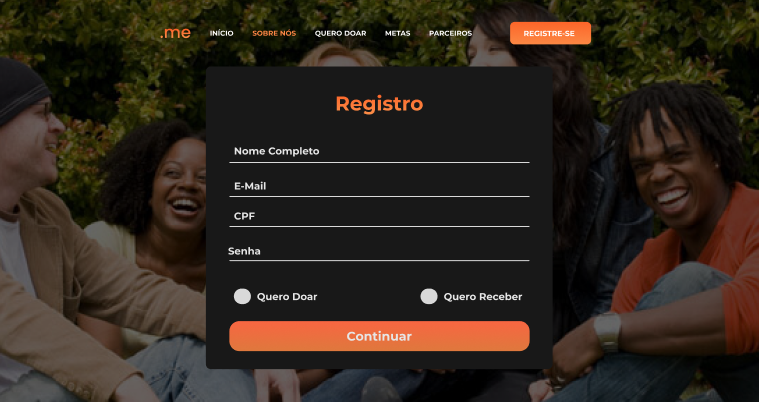 .me
INÍCIO
SOBRE NÓS
QUERO DOAR
METAS
PARCEIROS
REGISTRE-SE
Registro
Nome Completo
E-Mail
CPF
Senha
Quero Doar
Quero Receber
Continuar